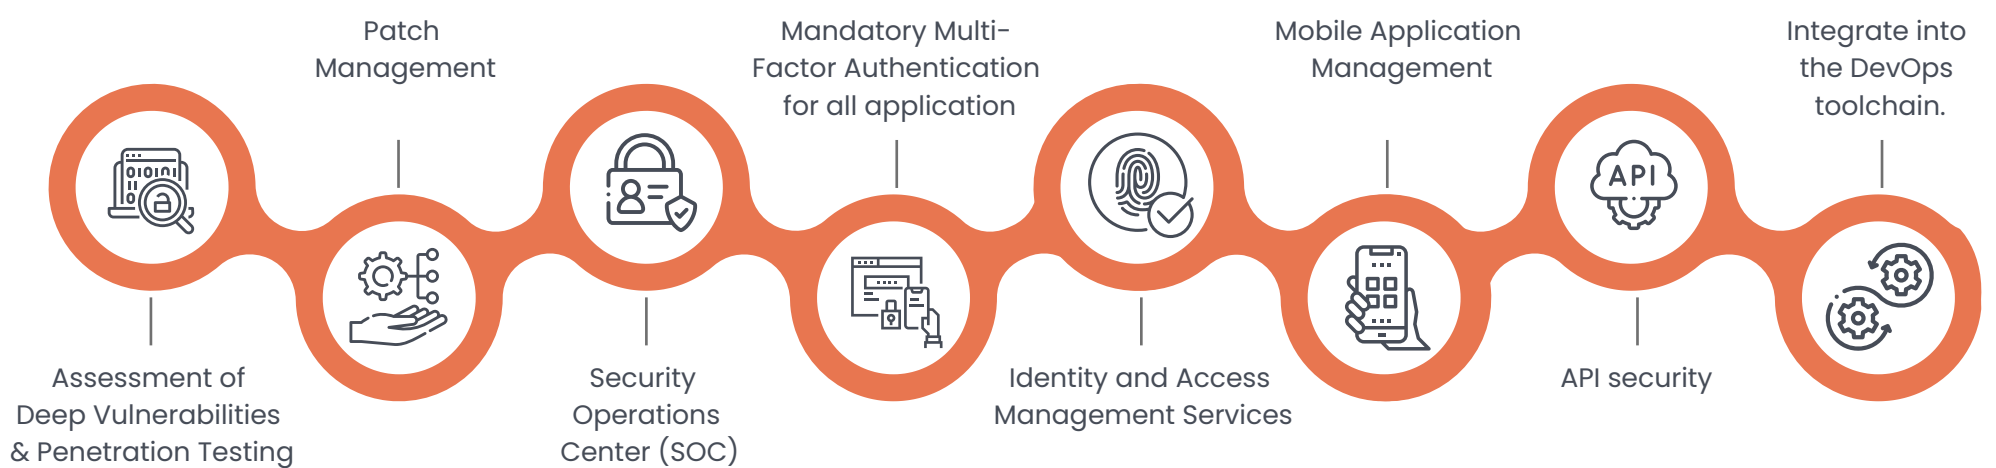 Patch
Management
Mandatory Multi-
Factor Authentication
for all application
Mobile Application
Management
Integrate into
the DevOps
toolchain.
010101
API
Assessment of
Deep Vulnerabilities
& Penetration Testing
Security
Operations
Center (SOC)
Identity and Access
Management Services
API security